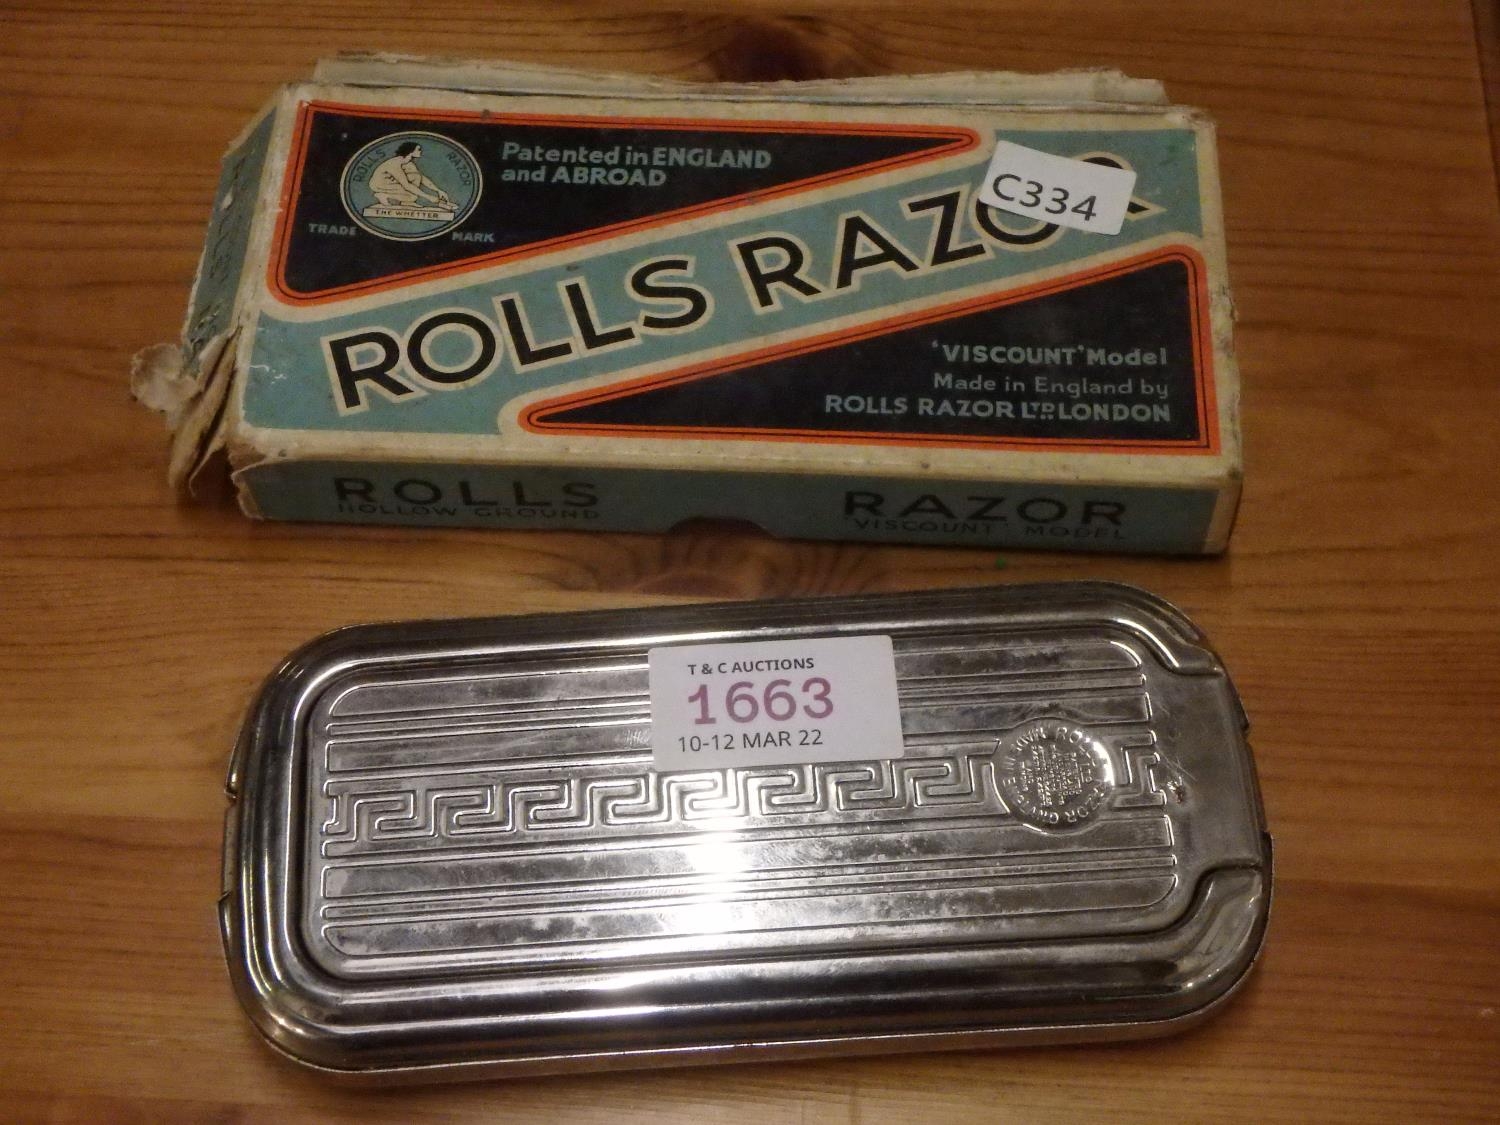 ROLLS RAZOR
THE WHETTER
TRADE MARK
Patented in ENGLAND
and ABROAD
C334
ROLLS RAZOR
'VISCOUNT' Model
Made in England by
ROLLS RAZOR LTD. LONDON
ROLLS RAZOR
HOLLOW GROUND 'VISCOUNT' MODEL
T & C AUCTIONS
1663
10-12 MAR 22